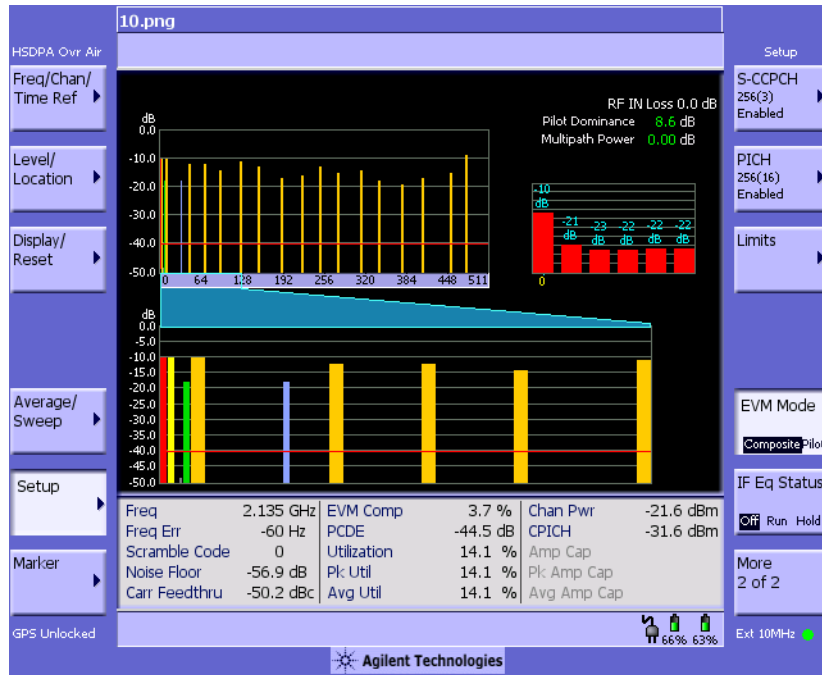 10.png
HSDPA Ovr Air
Setup
Freq/Chan/
Time Ref
Level/
Location
Display/
Reset
Average/
Sweep
Setup
Marker
GPS Unlocked
RF IN Loss 0.0 dB
Pilot Dominance 8.6 dB
Multipath Power 0.00 dB
dB
0.0
-10.0
-20.0
-30.0
-40.0
-50.0
0 64 128 192 256 320 384 448 511
-10
dB
-21
dB
-23
dB
-22
dB
-22
dB
-22
dB
0
dB
0.0
-5.0
-10.0
-15.0
-20.0
-25.0
-30.0
-35.0
-40.0
-45.0
-50.0
Freq 2.135 GHz
Freq Err -60 Hz
Scramble Code 0
Noise Floor -56.9 dB
Carr Feedthru -50.2 dBc
EVM Comp 3.7 %
PCDE -44.5 dB
Utilization 14.1 %
Pk Util 14.1 %
Avg Util 14.1 %
Chan Pwr -21.6 dBm
CPICH -31.6 dBm
Amp Cap
Pk Amp Cap
Avg Amp Cap
66% 63%
Agilent Technologies
S-CCPCH
256(3)
Enabled
PICH
256(16)
Enabled
Limits
EVM Mode
Composite Pilot
IF Eq Status
Off Run Hold
More
2 of 2
Ext 10MHz